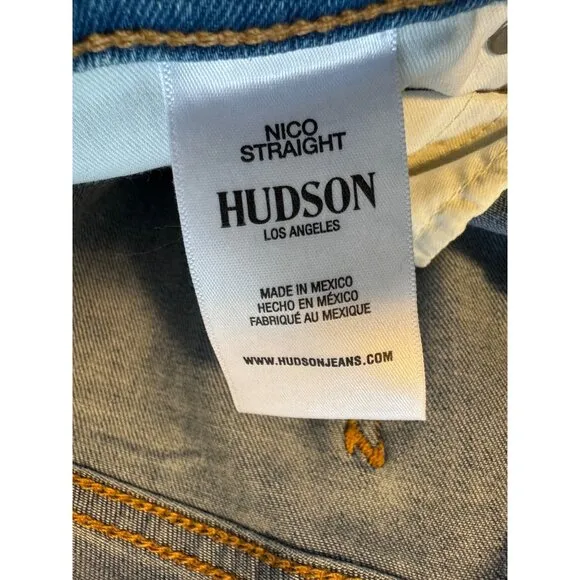 NICO
STRAIGHT
HUDSON
LOS ANGELES
MADE IN MEXICO
HECHO EN MÉXICO
FABRIQUÉ AU MEXIQUE
WWW.HUDSONJEANS.COM